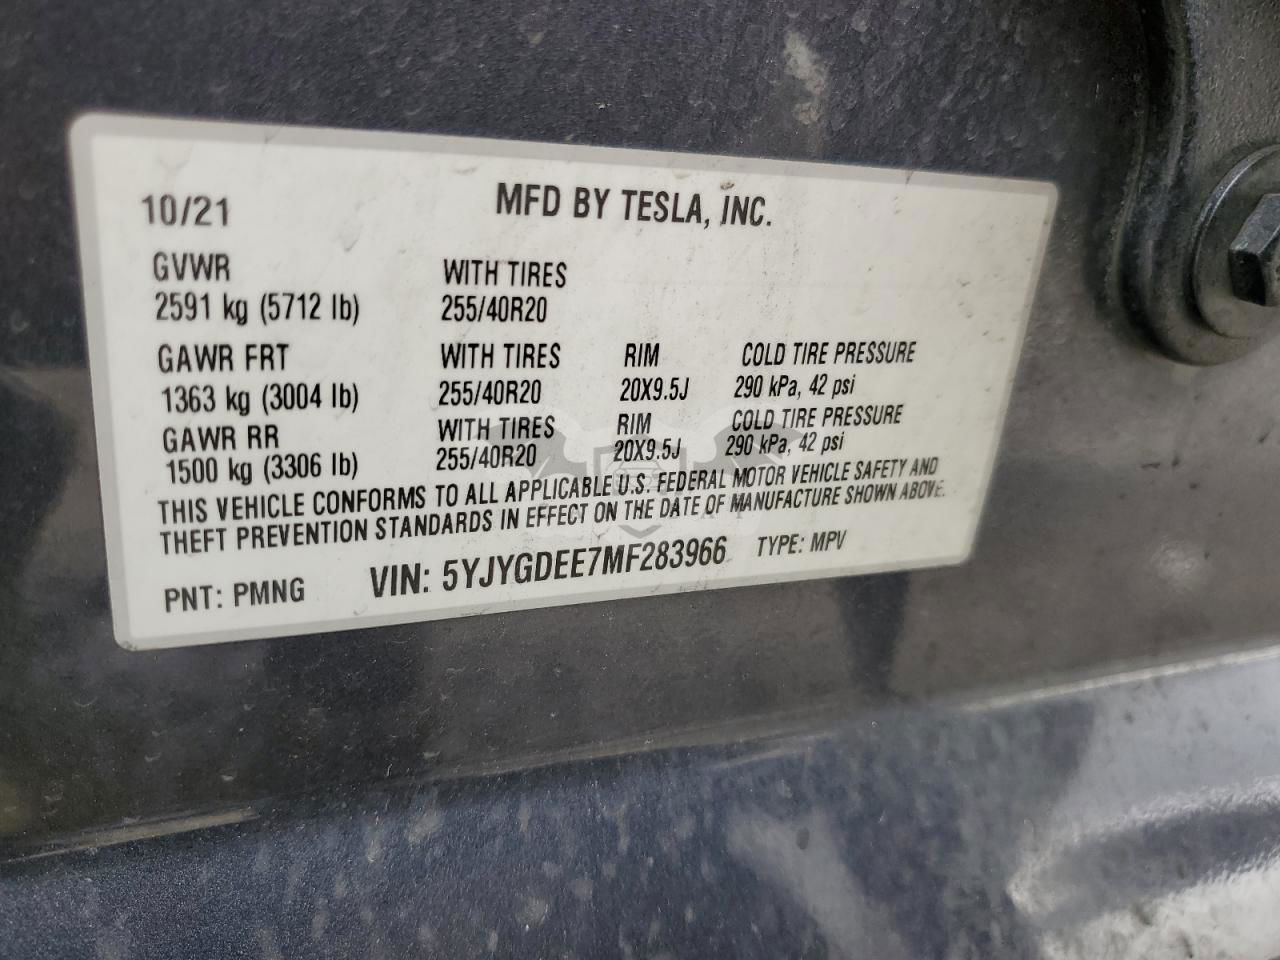 10/21 MFD BY TESLA, INC.
GVWR WITH TIRES
2591 kg (5712 lb) 255/40R20
GAWR FRT WITH TIRES RIM COLD TIRE PRESSURE
1363 kg (3004 lb) 255/40R20 20X9.5J 290 kPa, 42 psi
GAWR RR WITH TIRES RIM COLD TIRE PRESSURE
1500 kg (3306 lb) 255/40R20 20X9.5J 290 kPa, 42 psi
THIS VEHICLE CONFORMS TO ALL APPLICABLE U.S. FEDERAL MOTOR VEHICLE SAFETY AND
THEFT PREVENTION STANDARDS IN EFFECT ON THE DATE OF MANUFACTURE SHOWN ABOVE.
PNT: PMNG VIN: 5YJYGDEE7MF283966 TYPE: MPV